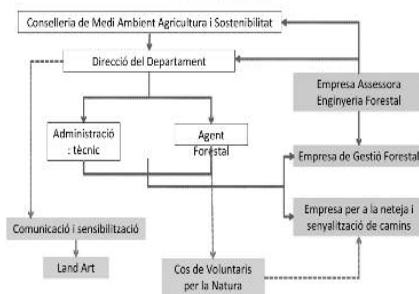 Conselleria de Medi Ambient Agricultura i Sostenibilitat
Direcció del Departament
Empresa Assessora
Enginyeria Forestal
Administració
: tècnic
Agent
Forestal
Empresa de Gestió Forestal
Empresa per a la neteja i
senyalització de camins
Comunicació i sensibilització
Land Art
Cos de Voluntaris
per la Natura